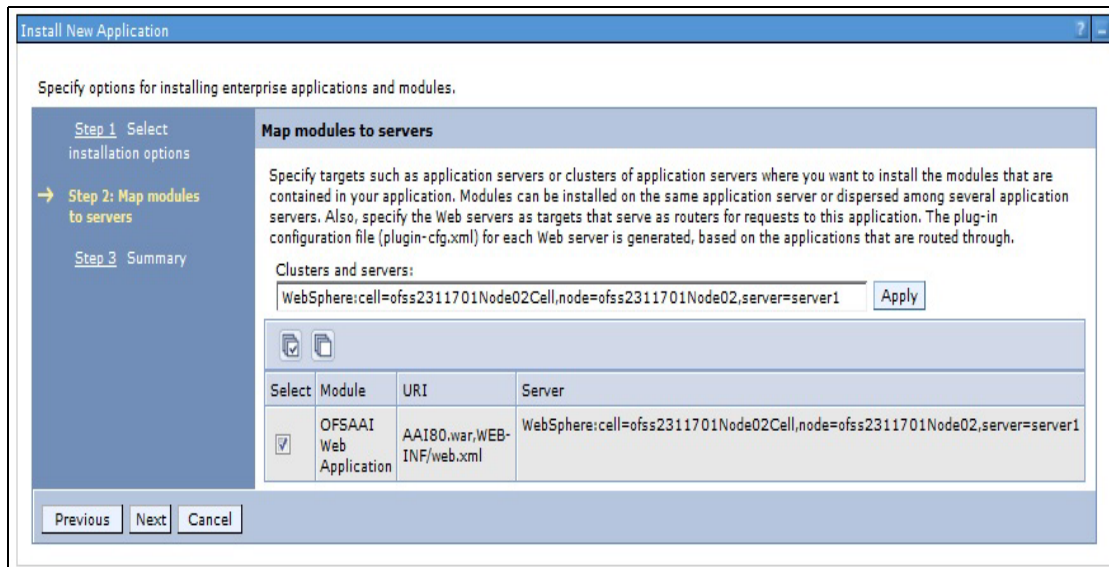 Install New Application
?
Specify options for installing enterprise applications and modules.
Step 1 Select
installation options
Step 2: Map modules
to servers
Step 3 Summary
Map modules to servers
Specify targets such as application servers or clusters of application servers where you want to install the modules that are
contained in your application. Modules can be installed on the same application server or dispersed among several application
servers. Also, specify the Web servers as targets that serve as routers for requests to this application. The plug-in
configuration file (plugin-cfg.xml) for each Web server is generated, based on the applications that are routed through.
Clusters and servers:
WebSphere:cell=ofss2311701Node02Cell,node=ofss2311701Node02,server=server1
Apply
Select Module URI Server
OFSAAI
Web
Application
AAI80.war,WEB-
INF/web.xml
WebSphere:cell=ofss2311701Node02Cell,node=ofss2311701Node02,server=server1
Previous Next Cancel